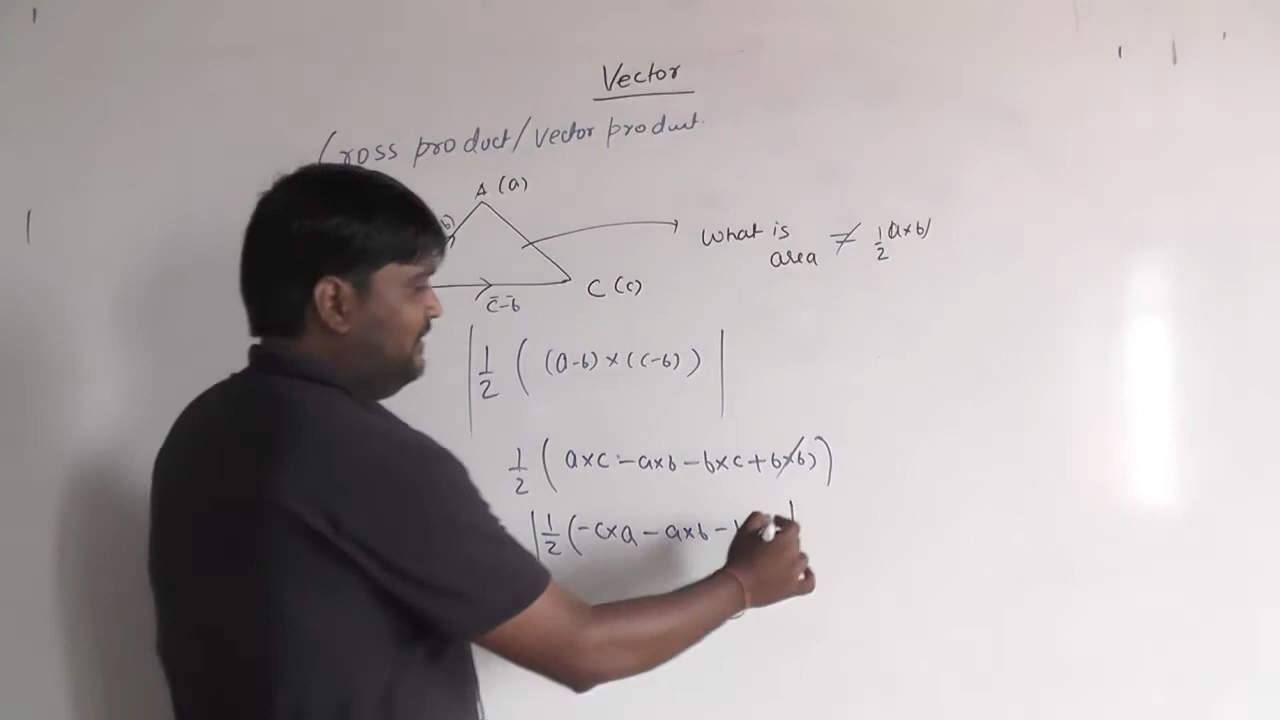 Vector
Cross product/vector product.
A (a)
b)
What is ≠ 1/2 |a×b|
area
C (c)
c̄-b̄
|1/2 ((a-b)×(c-b))|
1/2 (a×c - a×b - b×c + b×b)
|1/2 (-c×a - a×b -